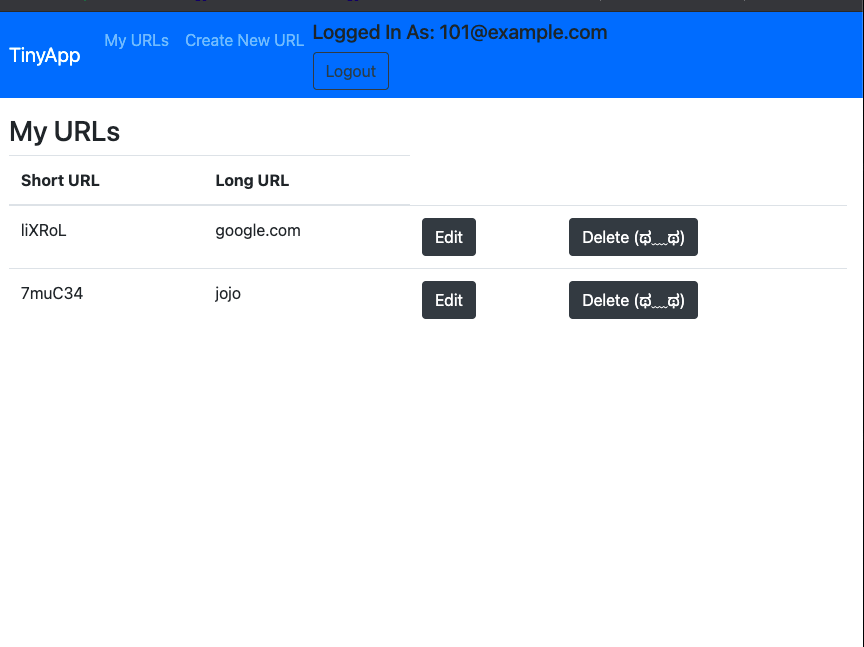 TinyApp My URLs Create New URL Logged In As: 101@example.com
Logout
My URLs
Short URL Long URL
liXRoL google.com Edit Delete (ಥ﹏ಥ)
7muC34 jojo Edit Delete (ಥ﹏ಥ)